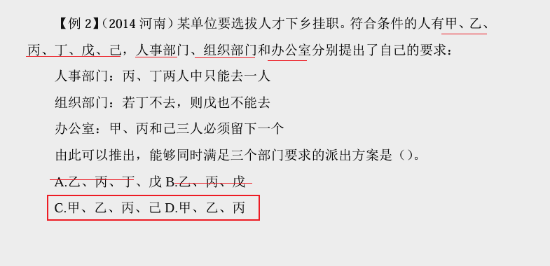 【例 2】（2014 河南）某单位要选拔人才下乡挂职。符合条件的人有甲、乙、
丙、丁、戊、己，人事部门、组织部门和办公室分别提出了自己的要求：
人事部门：丙、丁两人中只能去一人
组织部门：若丁不去，则戊也不能去
办公室：甲、丙和己三人必须留下一个
由此可以推出，能够同时满足三个部门要求的派出方案是（）。
A.乙、丙、丁、戊 B.乙、丙、戊
C.甲、乙、丙、己 D.甲、乙、丙